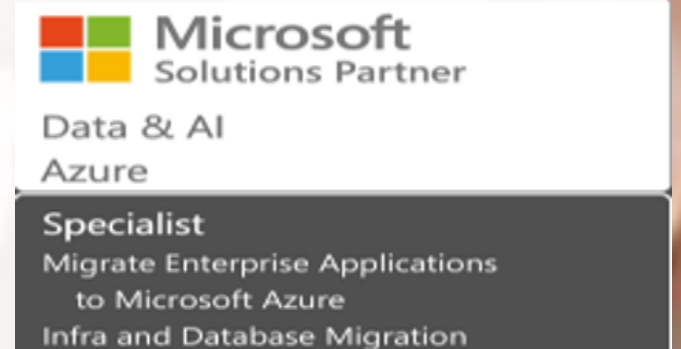 Microsoft
Solutions Partner
Data & AI
Azure
Specialist
Migrate Enterprise Applications
to Microsoft Azure
Infra and Database Migration